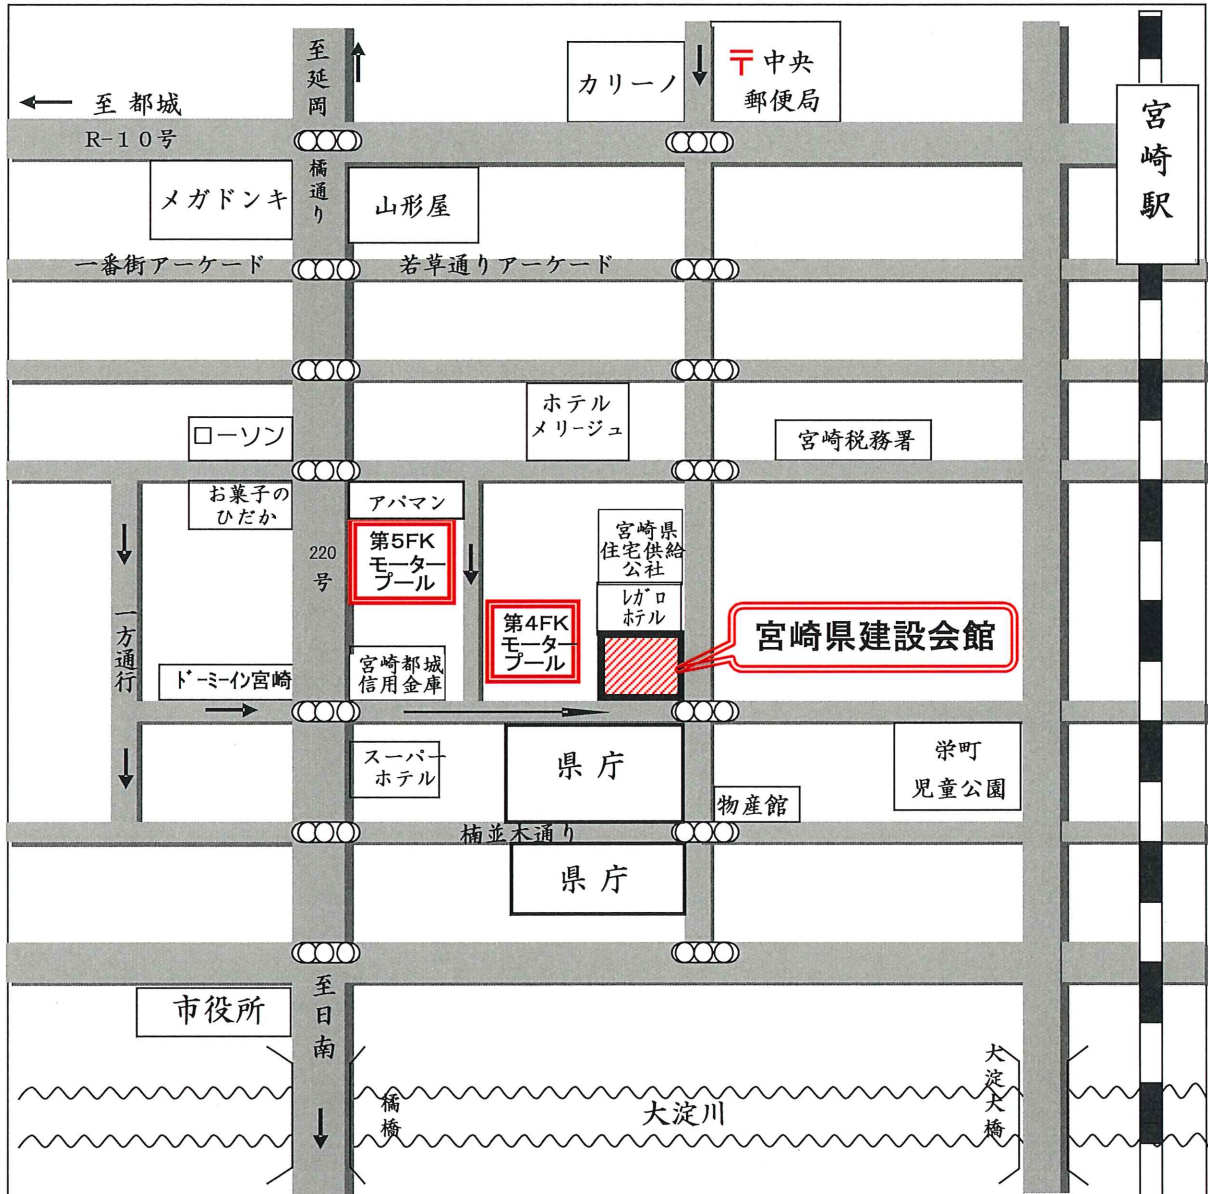 至延岡
カリーノ
〒中央
郵便局
至 都城
R-10号
宮崎駅
橘通り
メガドンキ
山形屋
一番街アーケード
若草通りアーケード
ホテル
メリージュ
ローソン
宮崎税務署
お菓子の
ひだか
アパマン
220
号
第5FK
モーター
プール
宮崎県
住宅供給
公社
レガロ
ホテル
第4FK
モーター
プール
宮崎県建設会館
一方通行
ドーミーイン宮崎
宮崎都城
信用金庫
スーパー
ホテル
県庁
栄町
児童公園
物産館
楠並木通り
県庁
市役所
至日南
橘橋
大淀川
大淀大橋